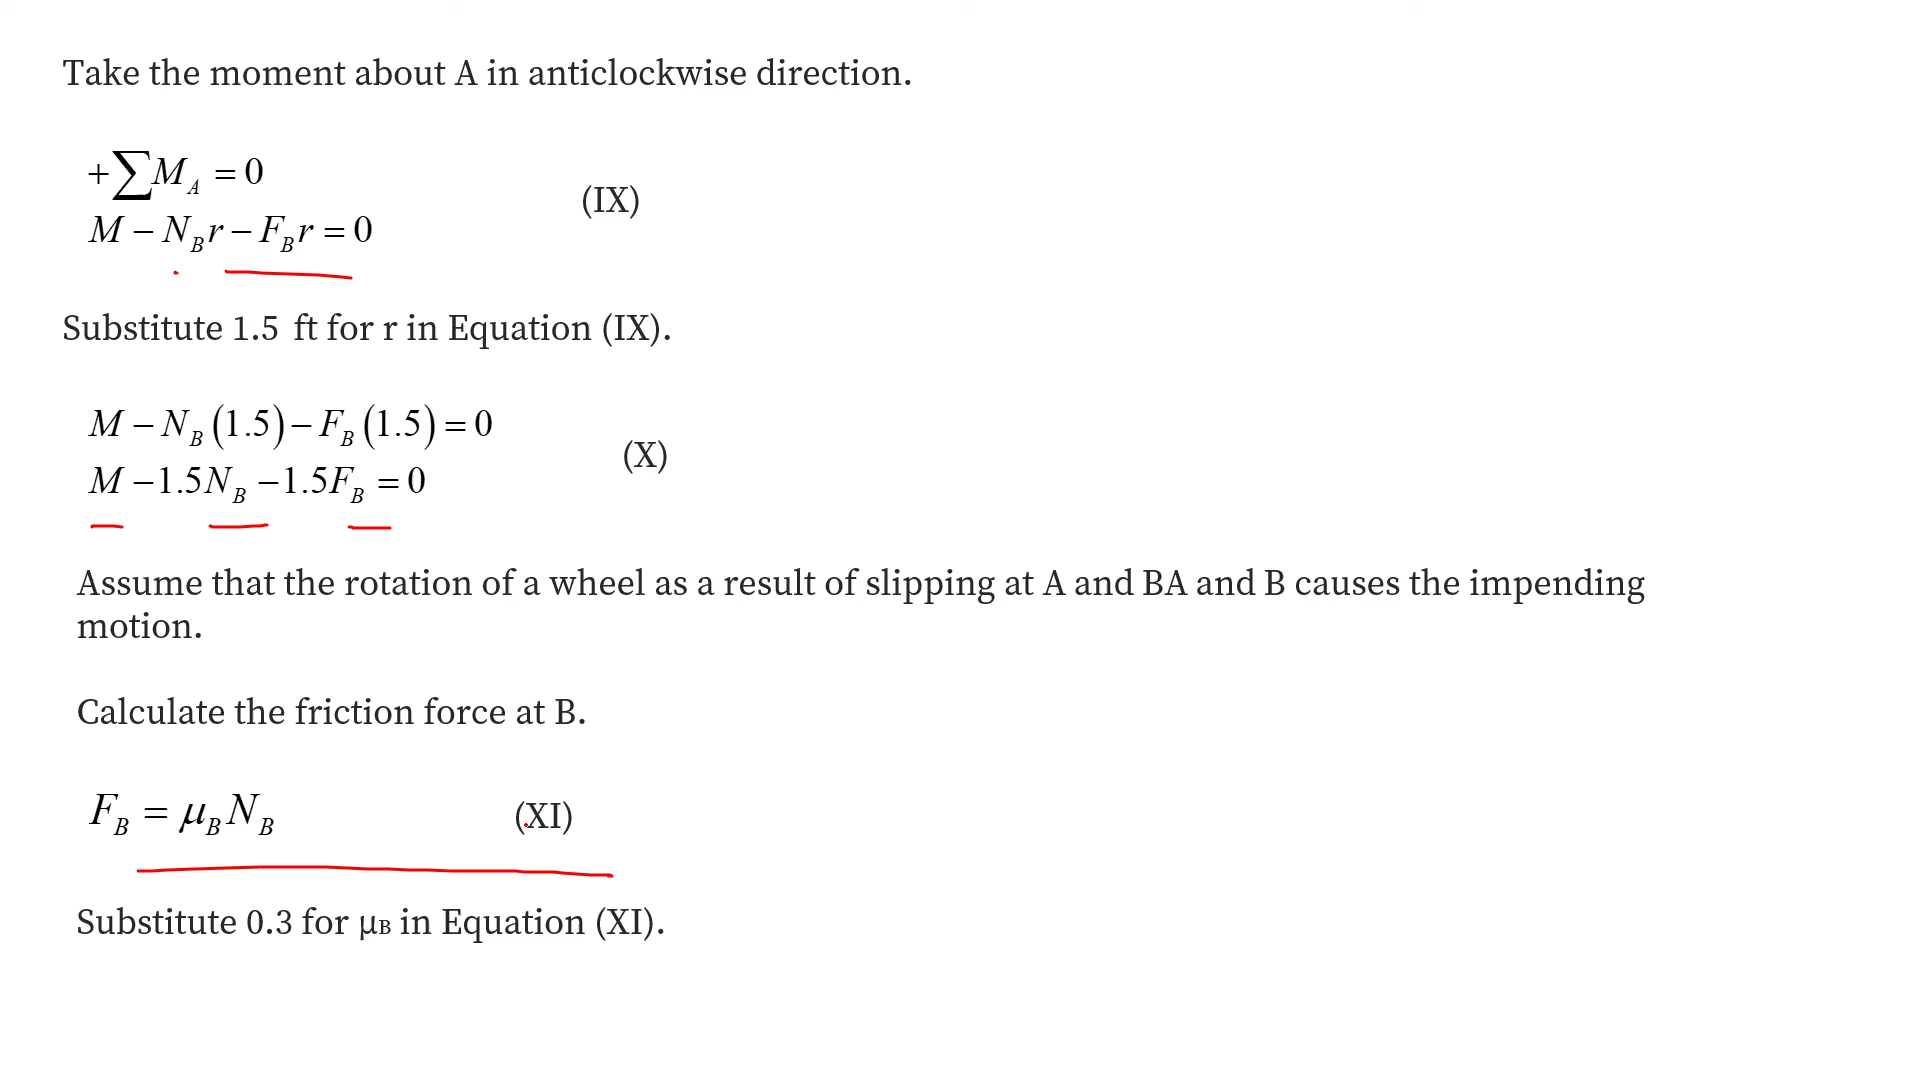 Take the moment about A in anticlockwise direction.
+∑M_A = 0
(IX)
M − N_B r − F_B r = 0
Substitute 1.5 ft for r in Equation (IX).
M − N_B (1.5) − F_B (1.5) = 0
(X)
M − 1.5N_B − 1.5F_B = 0
Assume that the rotation of a wheel as a result of slipping at A and BA and B causes the impending
motion.
Calculate the friction force at B.
F_B = μ_B N_B (XI)
Substitute 0.3 for μ_B in Equation (XI).